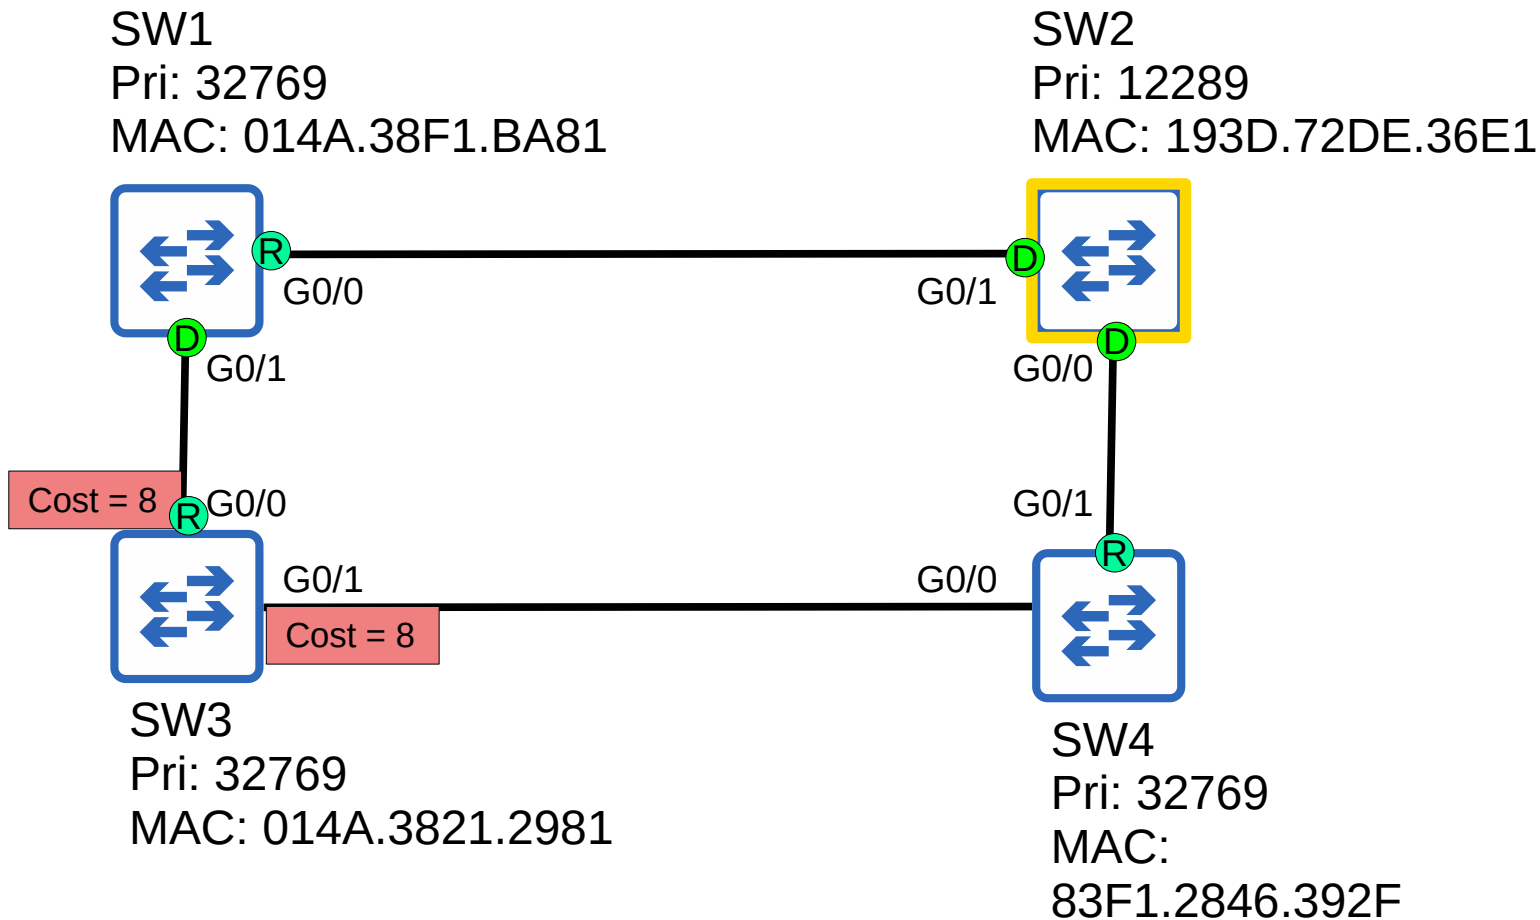 SW1
Pri: 32769
MAC: 014A.38F1.BA81
SW2
Pri: 12289
MAC: 193D.72DE.36E1
R
G0/0
D
G0/1
D
G0/1
D
G0/0
Cost = 8
R
G0/0
G0/1
R
G0/1
Cost = 8
G0/0
SW3
Pri: 32769
MAC: 014A.3821.2981
SW4
Pri: 32769
MAC:
83F1.2846.392F